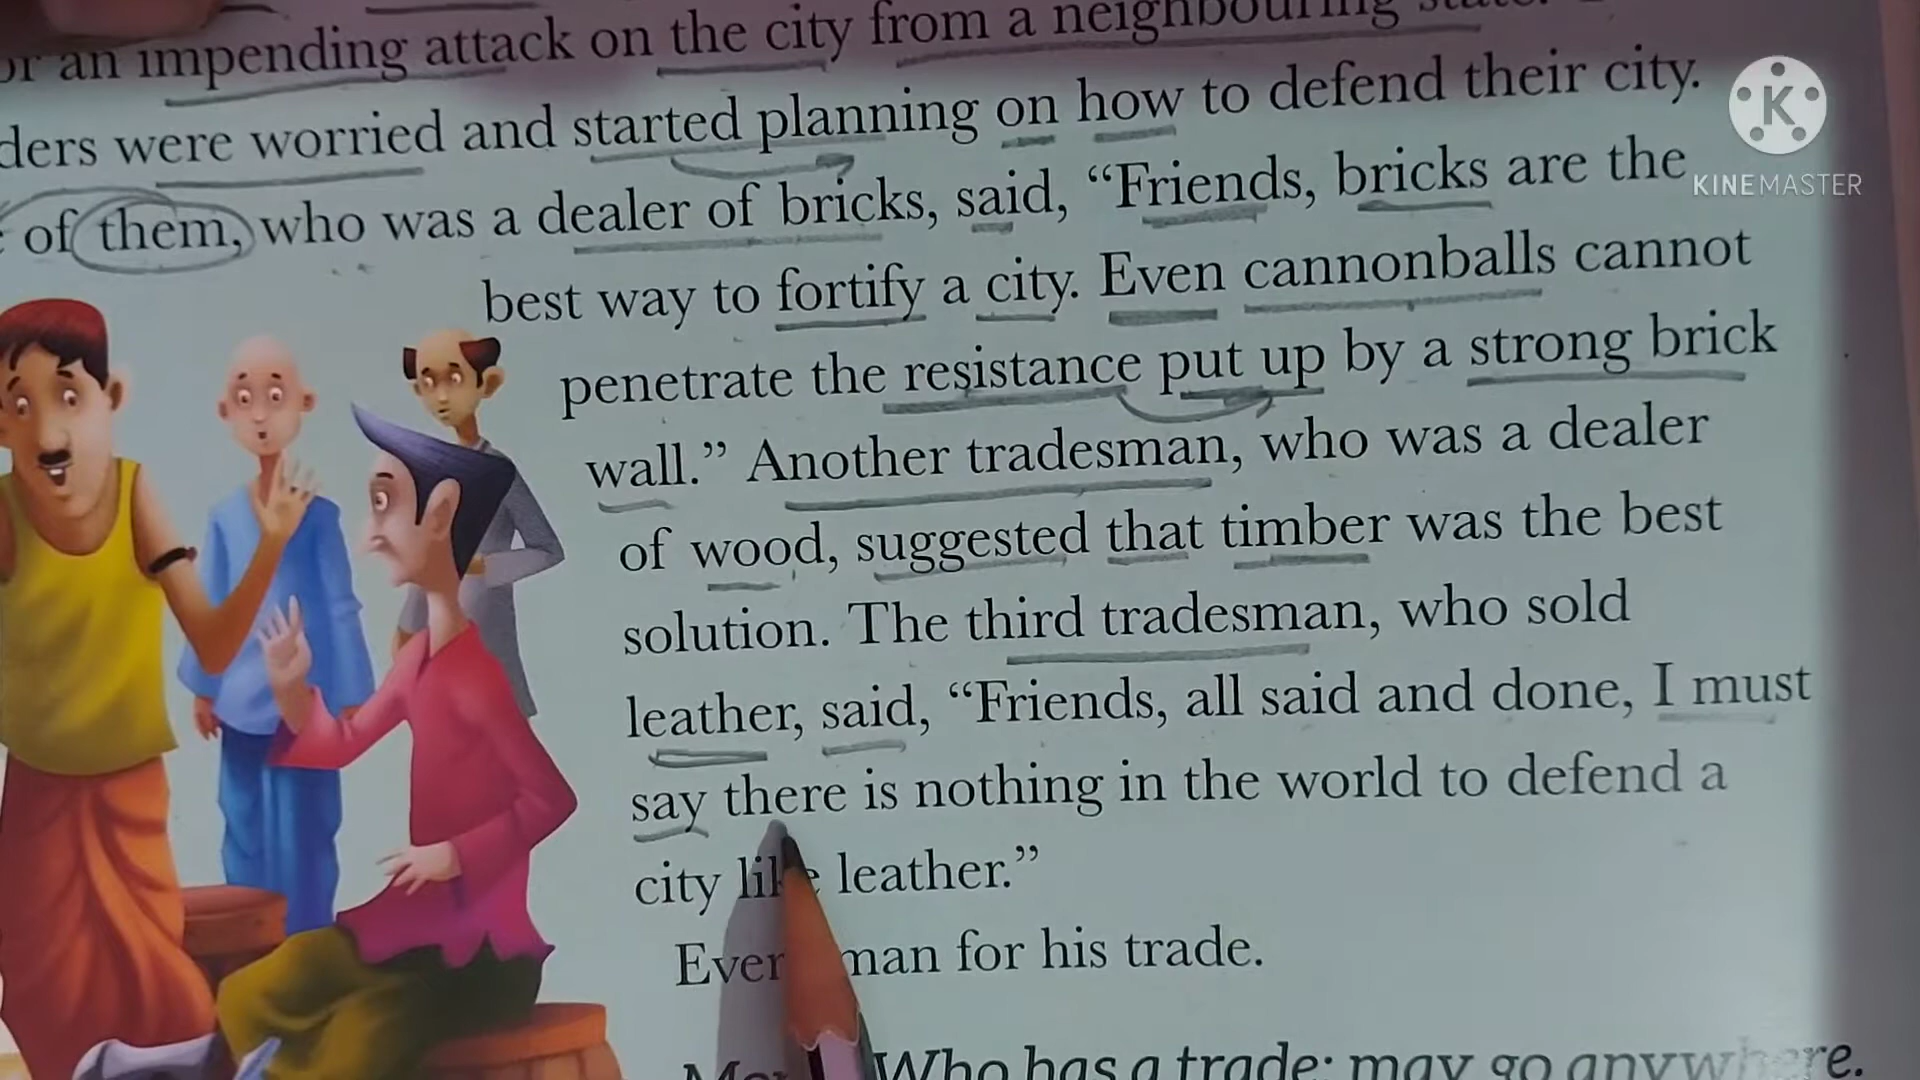 an impending attack on the city from a neighbouring
were worried and started planning on how to defend their city.
of them, who was a dealer of bricks, said, “Friends, bricks are the
best way to fortify a city. Even cannonballs cannot
penetrate the resistance put up by a strong brick
wall.” Another tradesman, who was a dealer
of wood, suggested that timber was the best
solution. The third tradesman, who sold
leather, said, “Friends, all said and done, I must
say there is nothing in the world to defend a
city like leather.”
man for his trade.
Who has a trade; may go anywhere.
K
KINEMASTER